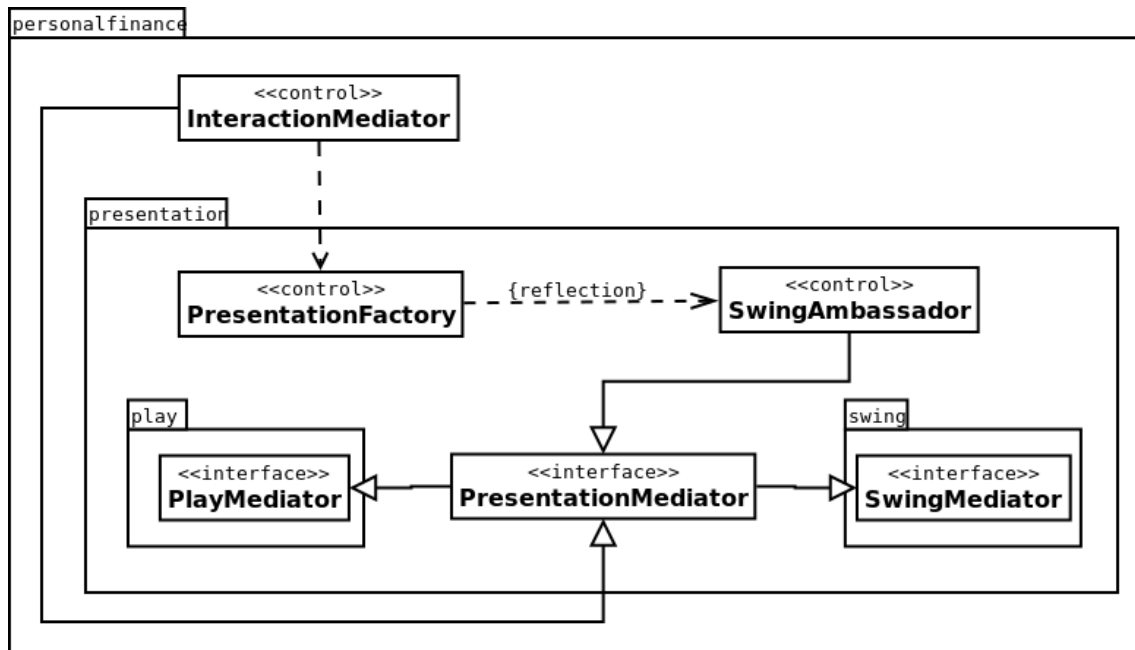 personalfinance
<<control>>
InteractionMediator
presentation
<<control>>
PresentationFactory
{reflection}
<<control>>
SwingAmbassador
play
<<interface>>
PlayMediator
<<interface>>
PresentationMediator
swing
<<interface>>
SwingMediator